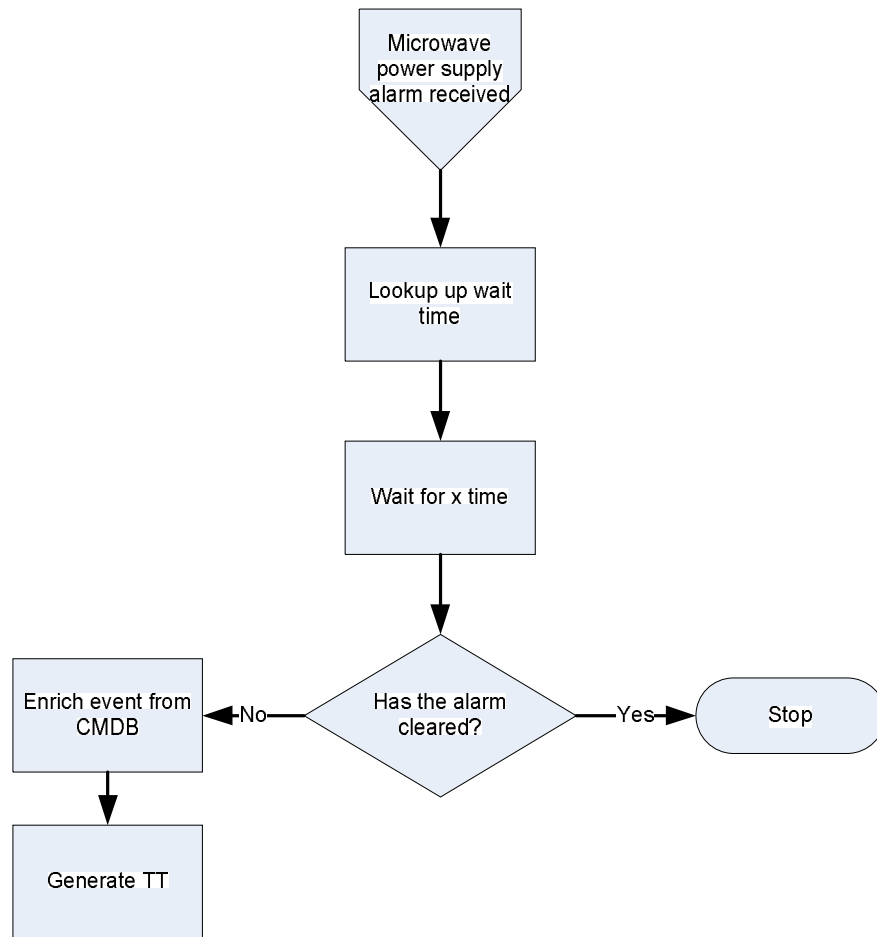 Microwave
power supply
alarm received
Lookup up wait
time
Wait for x time
Has the alarm
cleared?
No
Yes
Enrich event from
CMDB
Stop
Generate TT